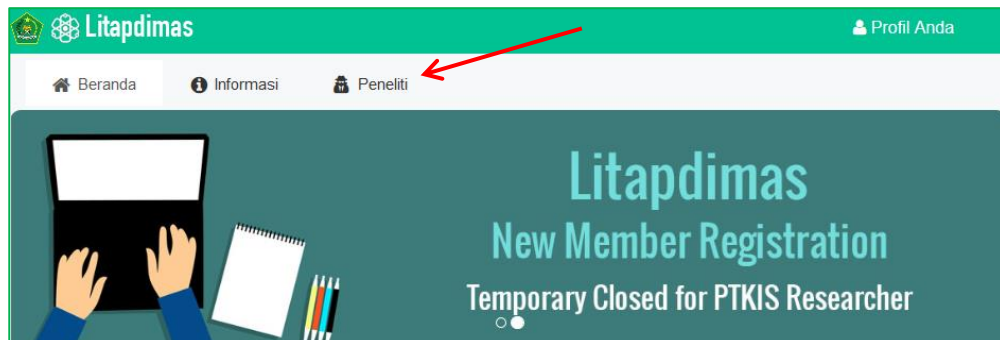 Litapdimas
Profil Anda
Beranda
Informasi
Peneliti
Litapdimas
New Member Registration
Temporary Closed for PTKIS Researcher